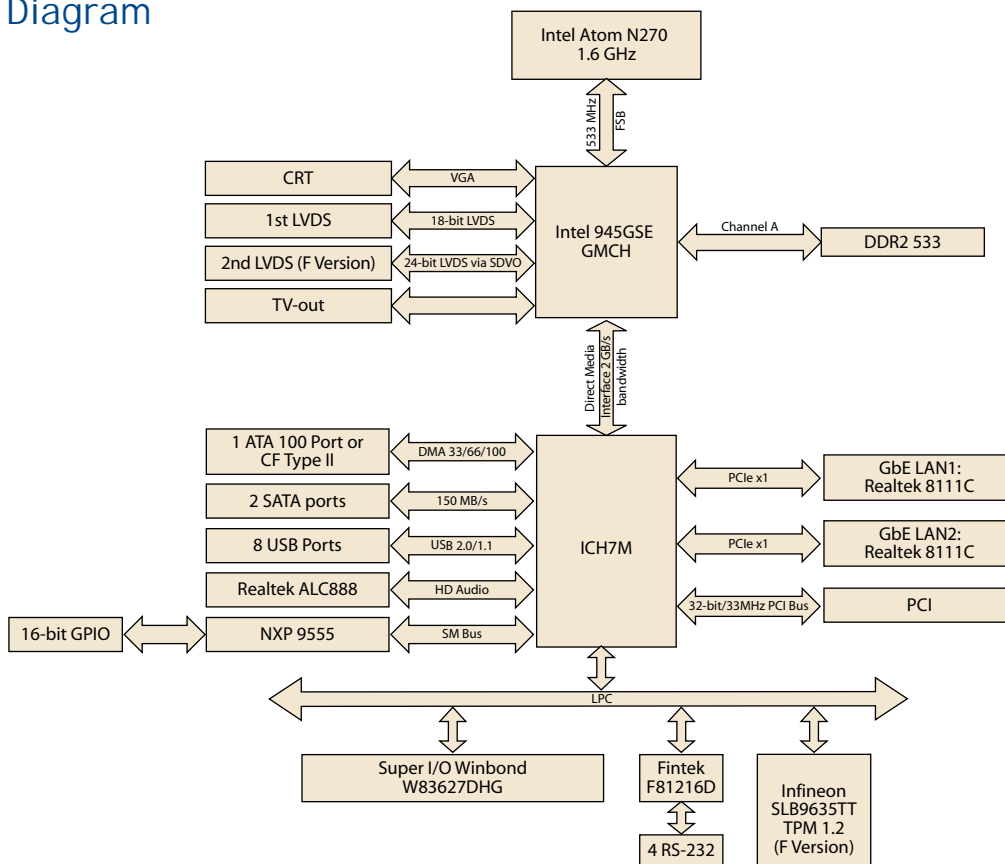 Diagram
Intel Atom N270
1.6 GHz
533 MHz
FSB
CRT
VGA
1st LVDS
18-bit LVDS
2nd LVDS (F Version)
24-bit LVDS via SDVO
TV-out
Intel 945GSE
GMCH
Channel A
DDR2 533
Direct Media
Interface 2 GB/s
bandwidth
1 ATA 100 Port or
CF Type II
DMA 33/66/100
2 SATA ports
150 MB/s
8 USB Ports
USB 2.0/1.1
Realtek ALC888
HD Audio
16-bit GPIO
NXP 9555
SM Bus
ICH7M
PCIe x1
GbE LAN1:
Realtek 8111C
PCIe x1
GbE LAN2:
Realtek 8111C
32-bit/33MHz PCI Bus
PCI
LPC
Super I/O Winbond
W83627DHG
Fintek
F81216D
4 RS-232
Infineon
SLB9635TT
TPM 1.2
(F Version)